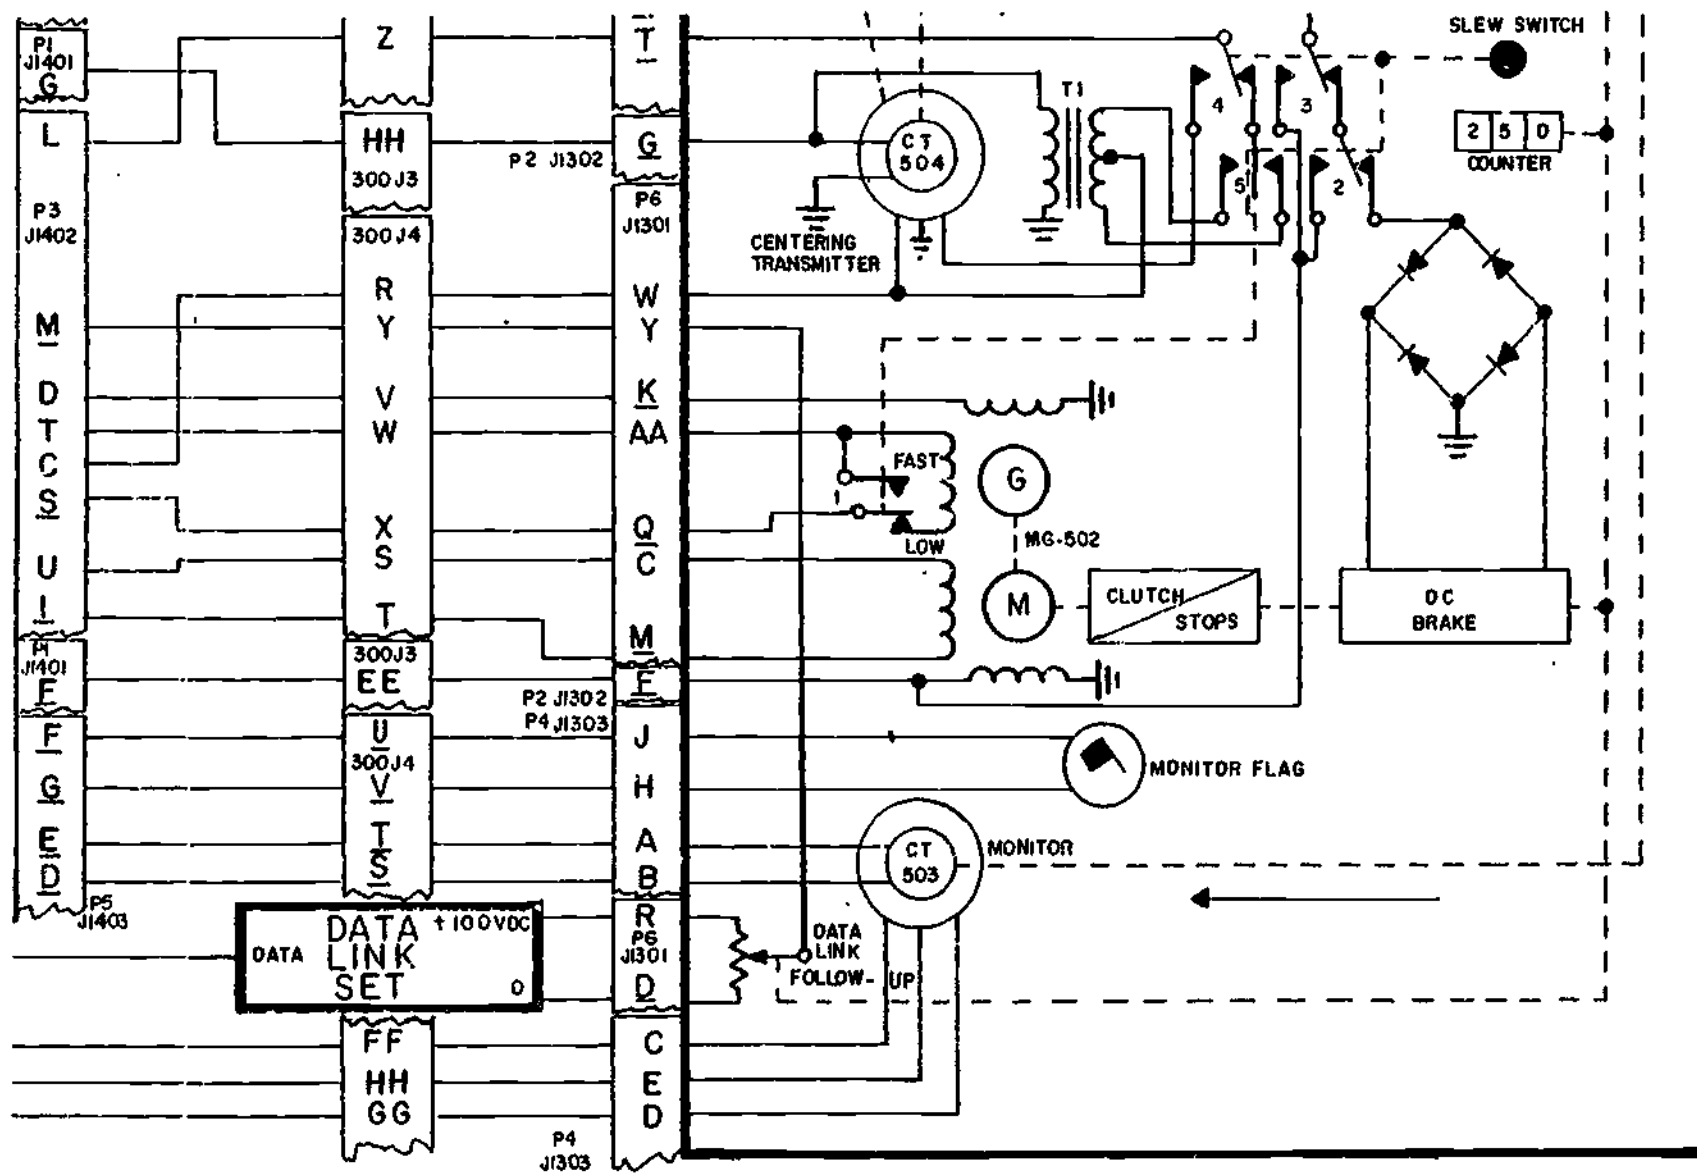 P1
J1401
G
L
P3
J1402
M
D
T
C
S
U
I
P1
J1401
F
F
G
E
D
P5
J1403
Z
HH
300J3
300J4
R
Y
V
W
X
S
T
300J3
EE
U
300J4
V
T
S
DATA
DATA
LINK
SET
+100VDC
0
FF
HH
GG
T
P2 J1302
G
P6
J1301
W
Y
K
AA
Q
C
M
F
P2 J1302
P4 J1303
J
H
A
B
R
P6
J1301
D
C
E
D
P4
J1303
CT
504
CENTERING
TRANSMITTER
T1
4
3
5
2
SLEW SWITCH
2 5 0
COUNTER
FAST
1
LOW
G
MG-502
M
CLUTCH
STOPS
DC
BRAKE
MONITOR FLAG
CT
503
MONITOR
DATA
LINK
FOLLOW-UP